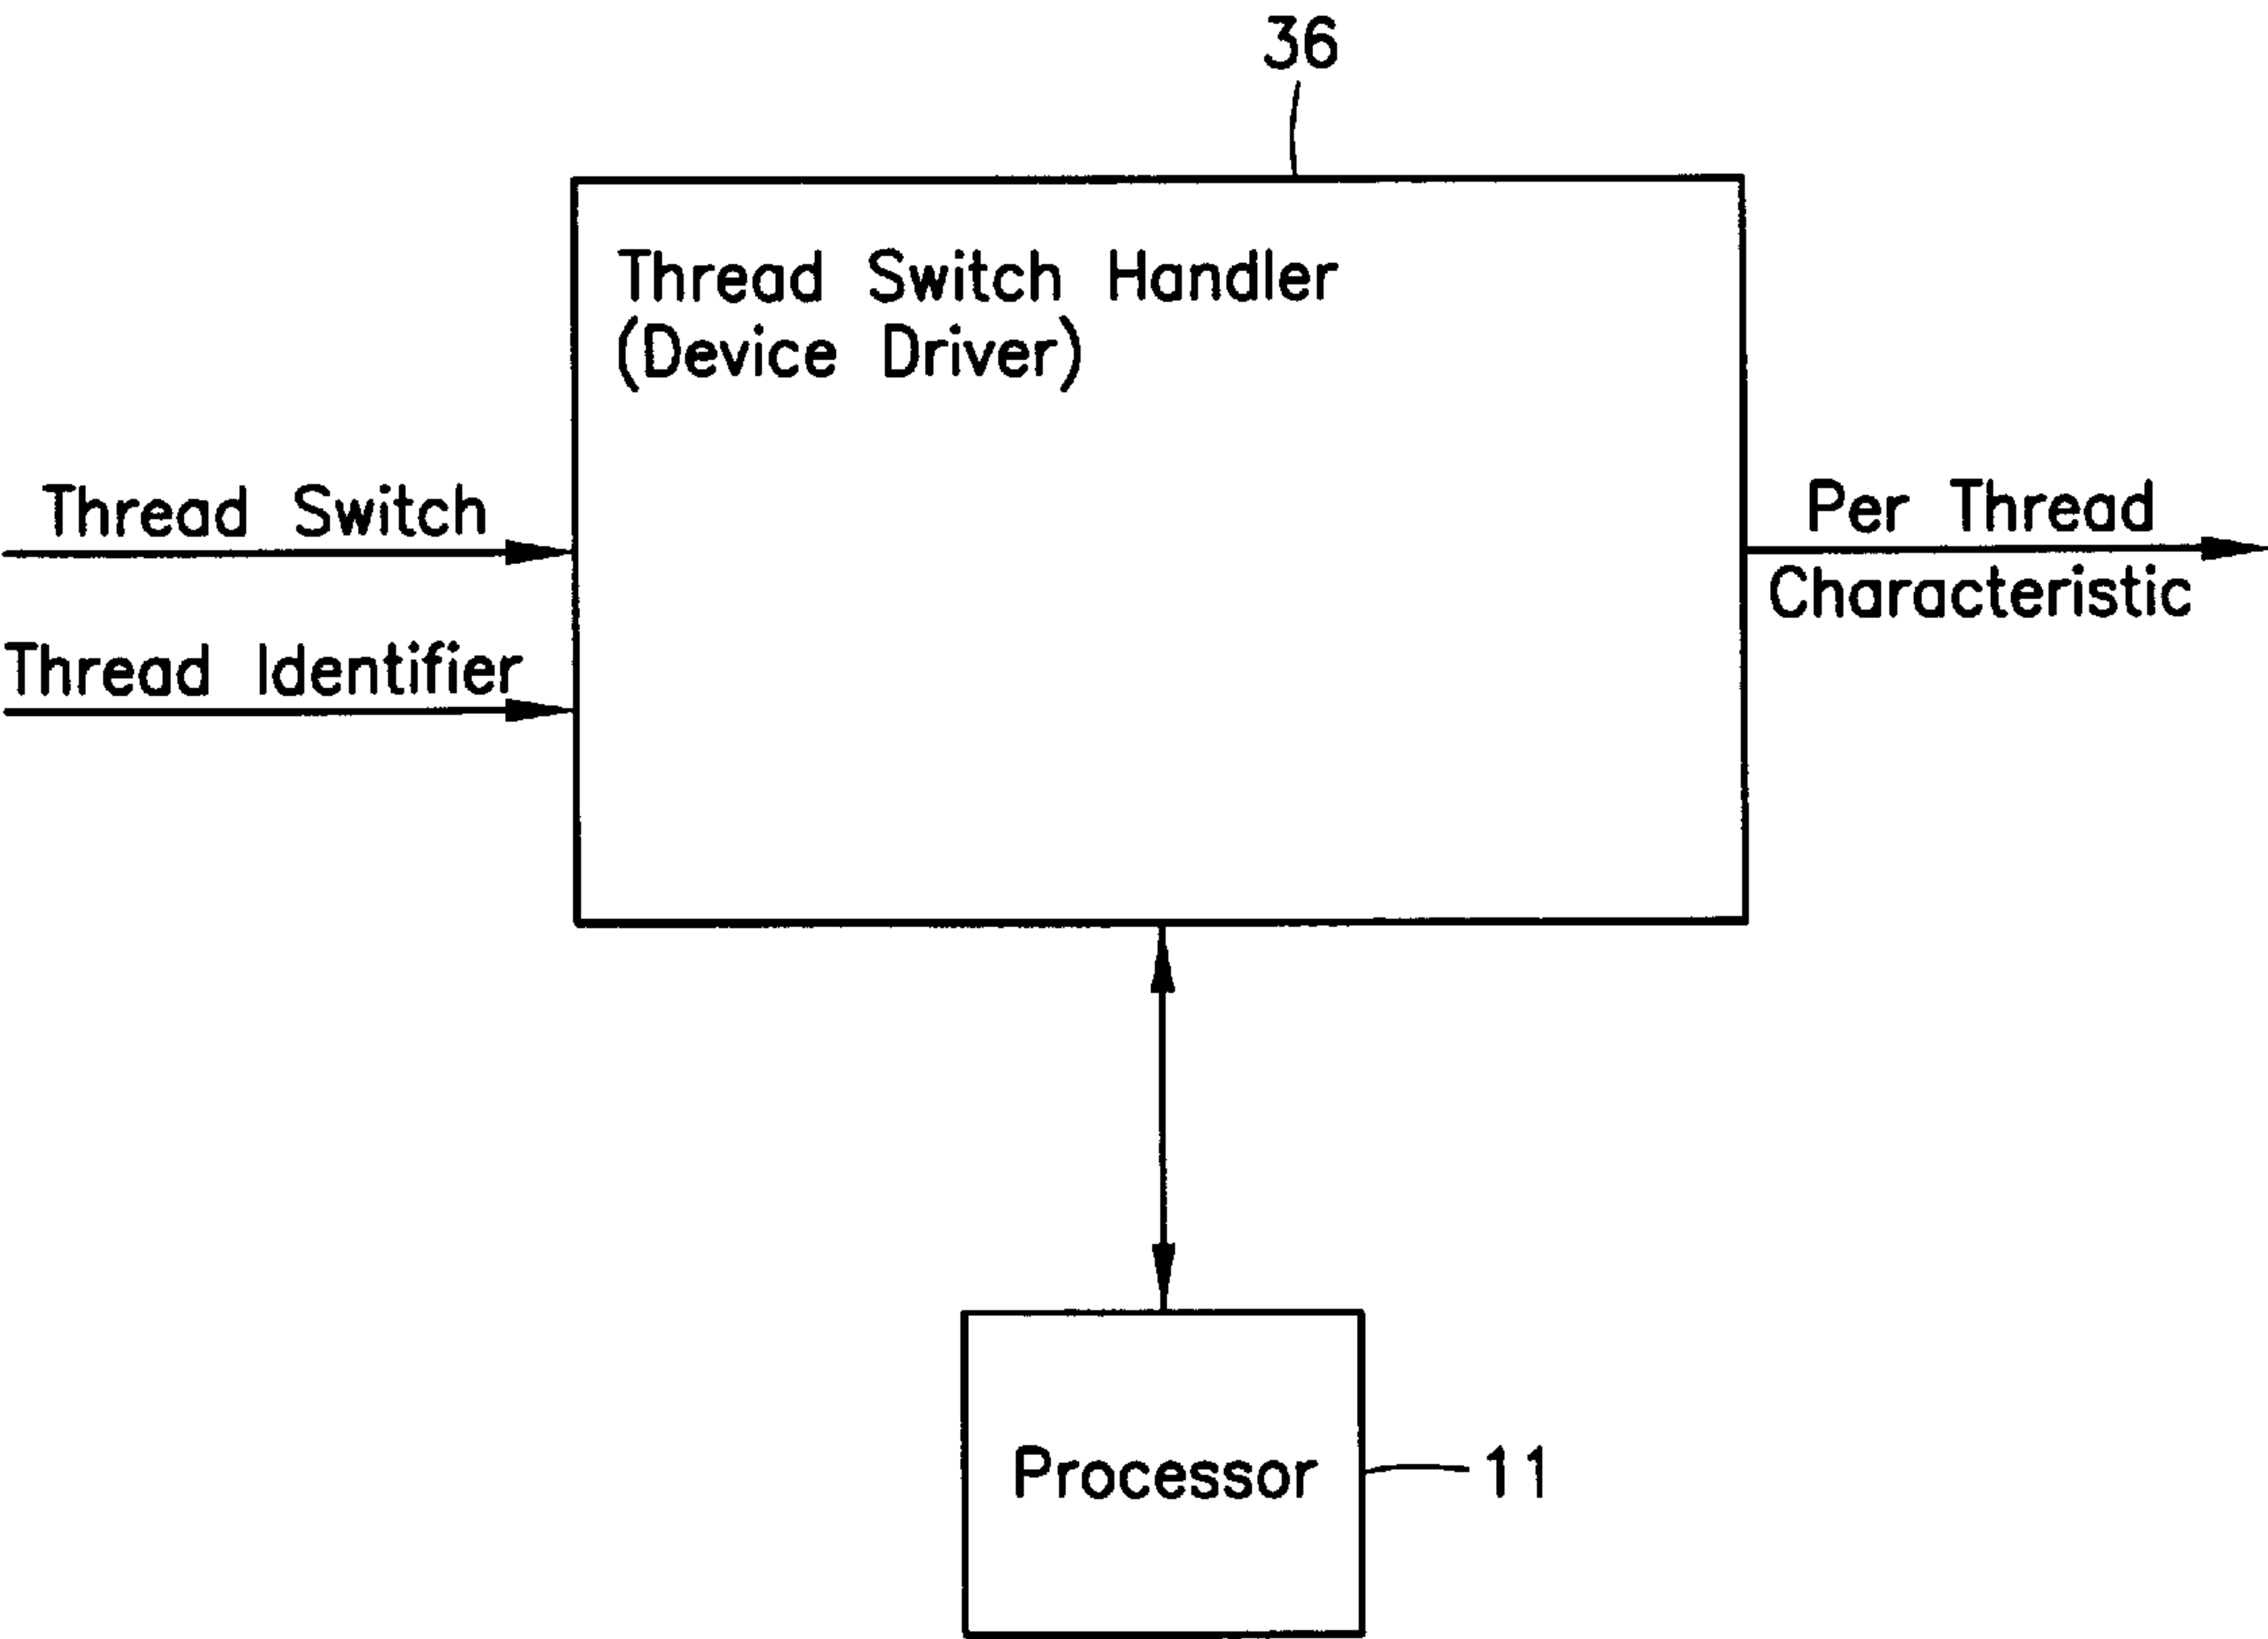 36
Thread Switch Handler
(Device Driver)
Thread Switch
Thread Identifier
Per Thread
Characteristic
Processor
11